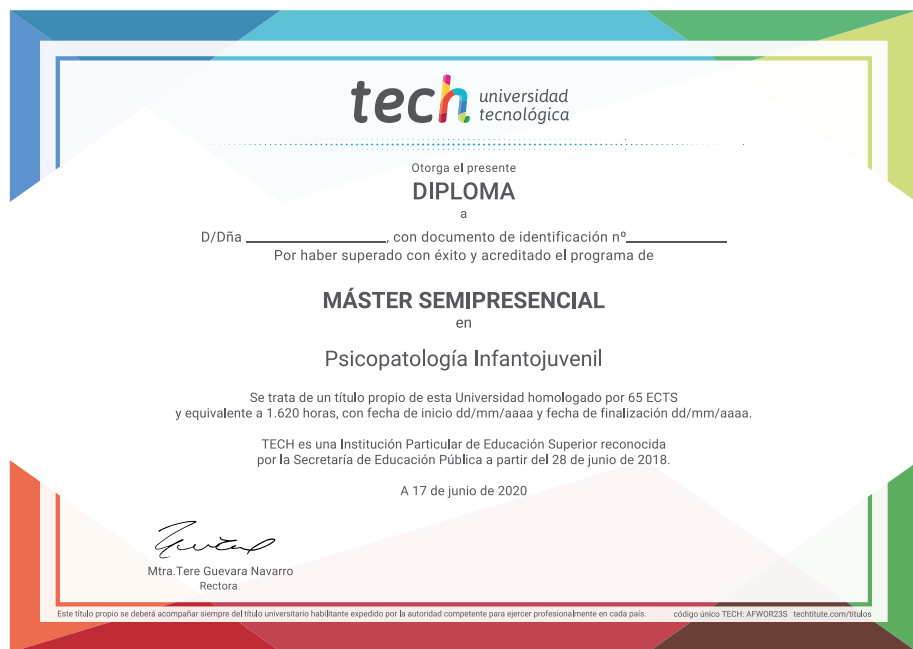 tech universidad
tecnológica
Otorga el presente
DIPLOMA
a
D/Dña ____________, con documento de identificación nº____________
Por haber superado con éxito y acreditado el programa de
MÁSTER SEMIPRESENCIAL
en
Psicopatología Infantojuvenil
Se trata de un título propio de esta Universidad homologado por 65 ECTS
y equivalente a 1.620 horas, con fecha de inicio dd/mm/aaaa y fecha de finalización dd/mm/aaaa.
TECH es una Institución Particular de Educación Superior reconocida
por la Secretaría de Educación Pública a partir del 28 de junio de 2018.
A 17 de junio de 2020
Mtra.Tere Guevara Navarro
Rectora
Este título propio se deberá acompañar siempre del título universitario habilitante expedido por la autoridad competente para ejercer profesionalmente en cada país. código único TECH: AFWOR23S techtitute.com/titulos